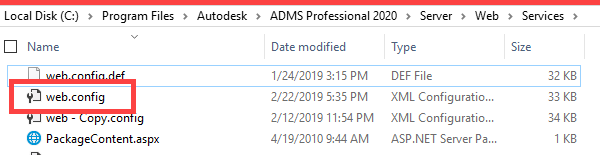 Local Disk (C:) > Program Files > Autodesk > ADMS Professional 2020 > Server > Web > Services >
Name Date modified Type Size
web.config.def 1/24/2019 3:15 PM DEF File 32 KB
web.config 2/22/2019 5:35 PM XML Configuratio... 33 KB
web - Copy.config 2/12/2019 11:54 PM XML Configuratio... 34 KB
PackageContent.aspx 4/19/2010 9:44 AM ASP.NET Server Pa... 2 KB